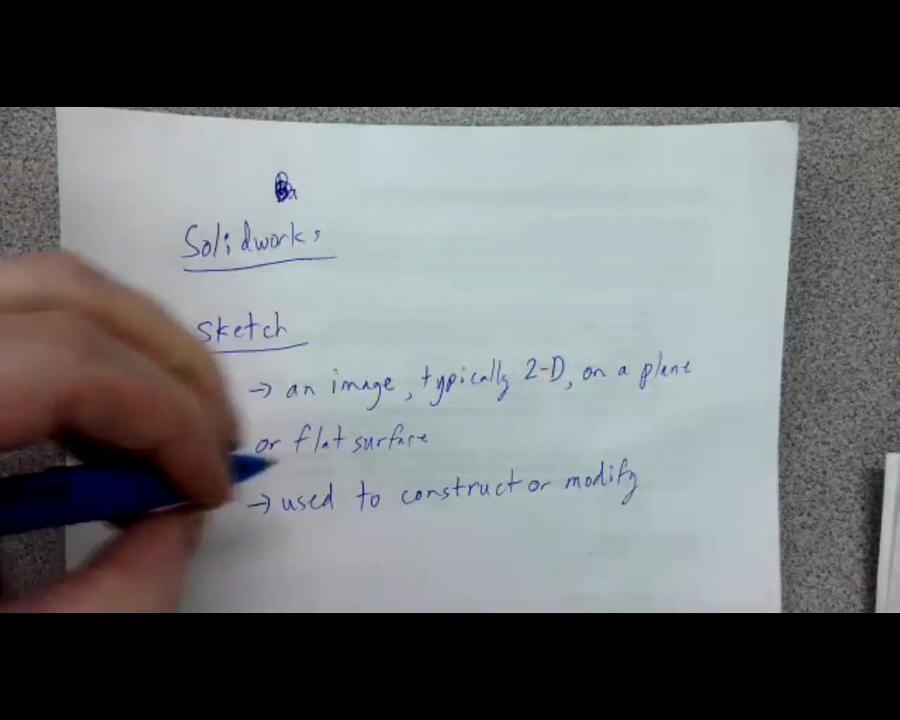 Solidworks
Sketch
→ an image, typically 2-D, on a plane
or flat surface
→ used to construct or modify